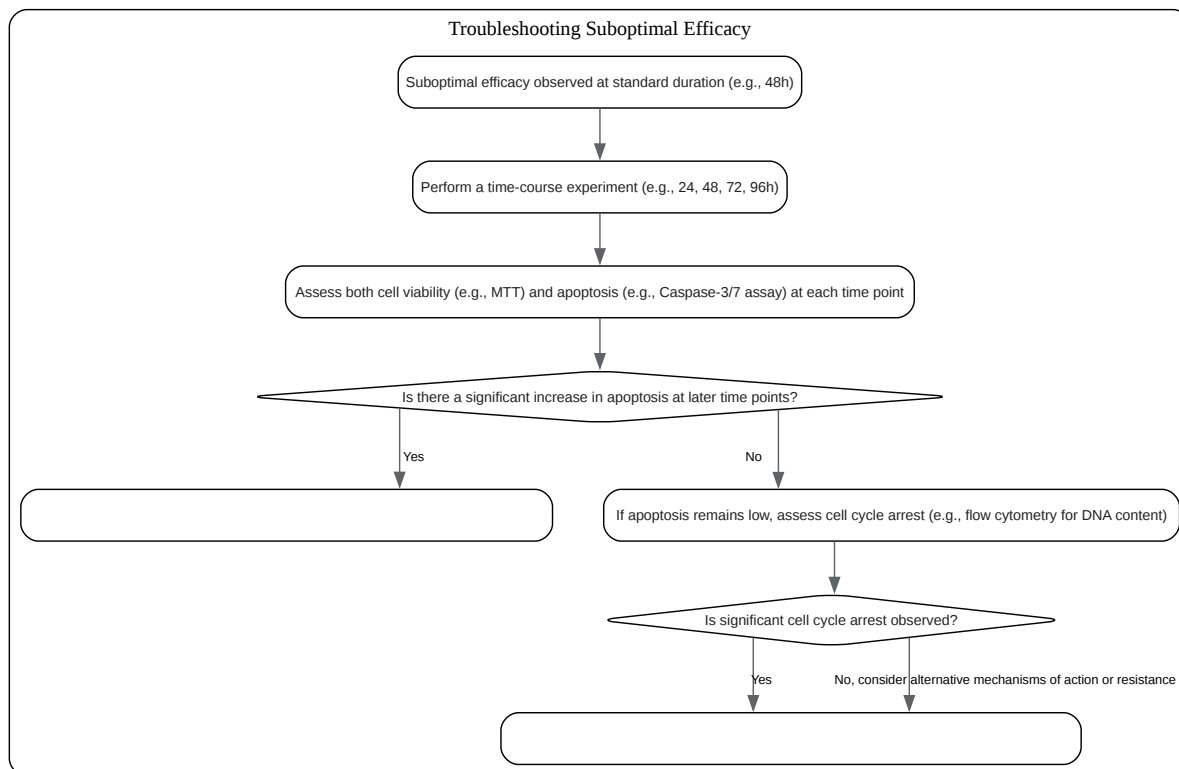 Troubleshooting Suboptimal Efficacy
Suboptimal efficacy observed at standard duration (e.g., 48h)
Perform a time-course experiment (e.g., 24, 48, 72, 96h)
Assess both cell viability (e.g., MTT) and apoptosis (e.g., Caspase-3/7 assay) at each time point
Is there a significant increase in apoptosis at later time points?
Yes
No
If apoptosis remains low, assess cell cycle arrest (e.g., flow cytometry for DNA content)
Is significant cell cycle arrest observed?
Yes
No, consider alternative mechanisms of action or resistance